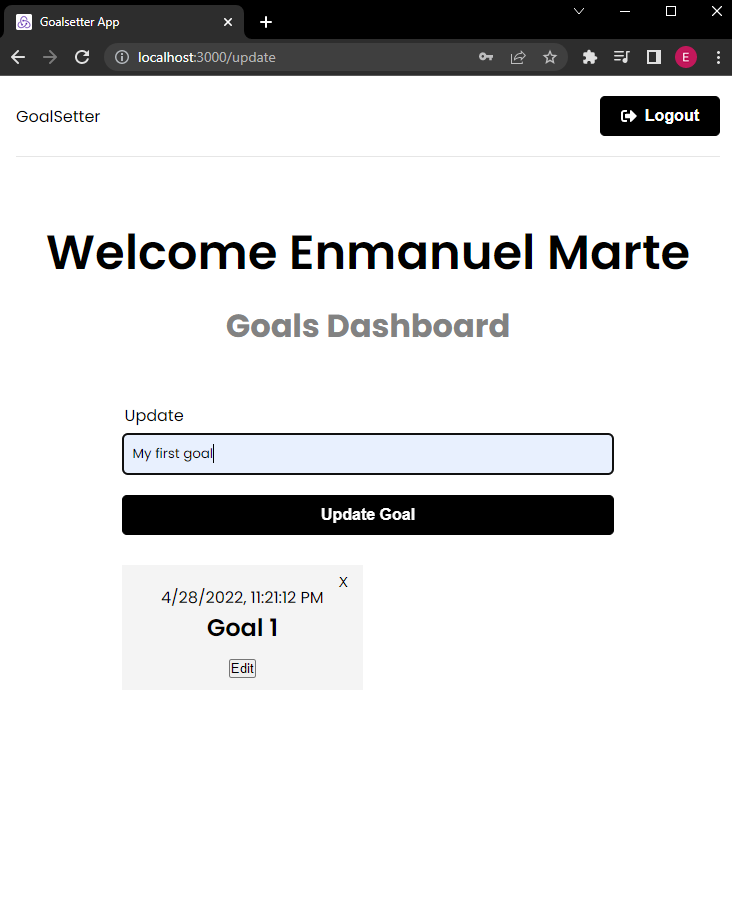 Goalsetter App
localhost:3000/update
E
GoalSetter
Logout
Welcome Enmanuel Marte
Goals Dashboard
Update
My first goal
Update Goal
X
4/28/2022, 11:21:12 PM
Goal 1
Edit